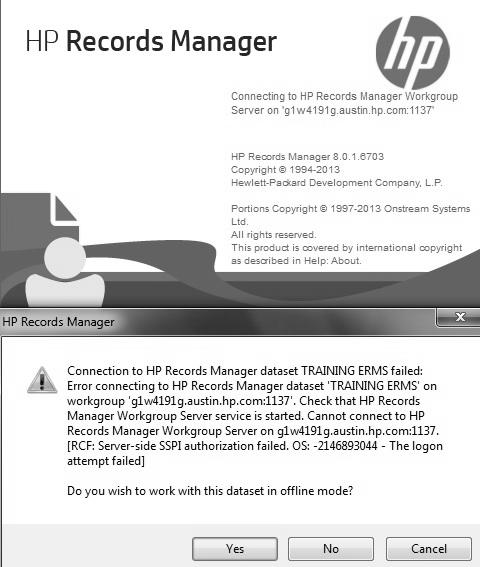 HP Records Manager
hp
Connecting to HP Records Manager Workgroup
Server on 'g1w4191g.austin.hp.com:1137'
HP Records Manager 8.0.1.6703
Copyright © 1994-2013
Hewlett-Packard Development Company, L.P.
Portions Copyright © 1997-2013 Onstream Systems
Ltd.
All rights reserved.
This product is covered by international copyright
as described in Help: About.
HP Records Manager
Connection to HP Records Manager dataset TRAINING ERMS failed:
Error connecting to HP Records Manager dataset 'TRAINING ERMS' on
workgroup 'g1w4191g.austin.hp.com:1137'. Check that HP Records
Manager Workgroup Server service is started. Cannot connect to HP
Records Manager Workgroup Server on g1w4191g.austin.hp.com:1137.
[RCF: Server-side SSPI authorization failed. OS: -2146893044 - The logon
attempt failed]
Do you wish to work with this dataset in offline mode?
Yes
No
Cancel